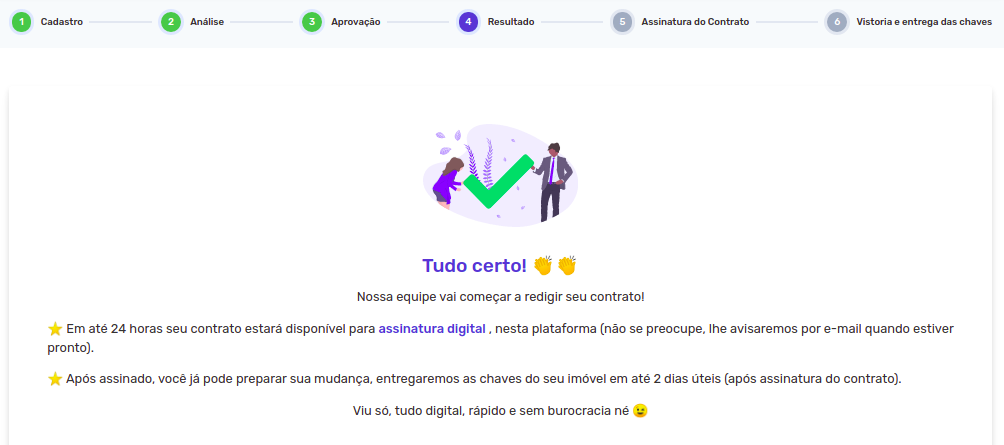 1 Cadastro 2 Análise 3 Aprovação 4 Resultado 5 Assinatura do Contrato 6 Vistoria e entrega das chaves
Tudo certo! 👏👏
Nossa equipe vai começar a redigir seu contrato!
⭐ Em até 24 horas seu contrato estará disponível para assinatura digital , nesta plataforma (não se preocupe, lhe avisaremos por e-mail quando estiver
pronto).
⭐ Após assinado, você já pode preparar sua mudança, entregaremos as chaves do seu imóvel em até 2 dias úteis (após assinatura do contrato).
Viu só, tudo digital, rápido e sem burocracia né 😉